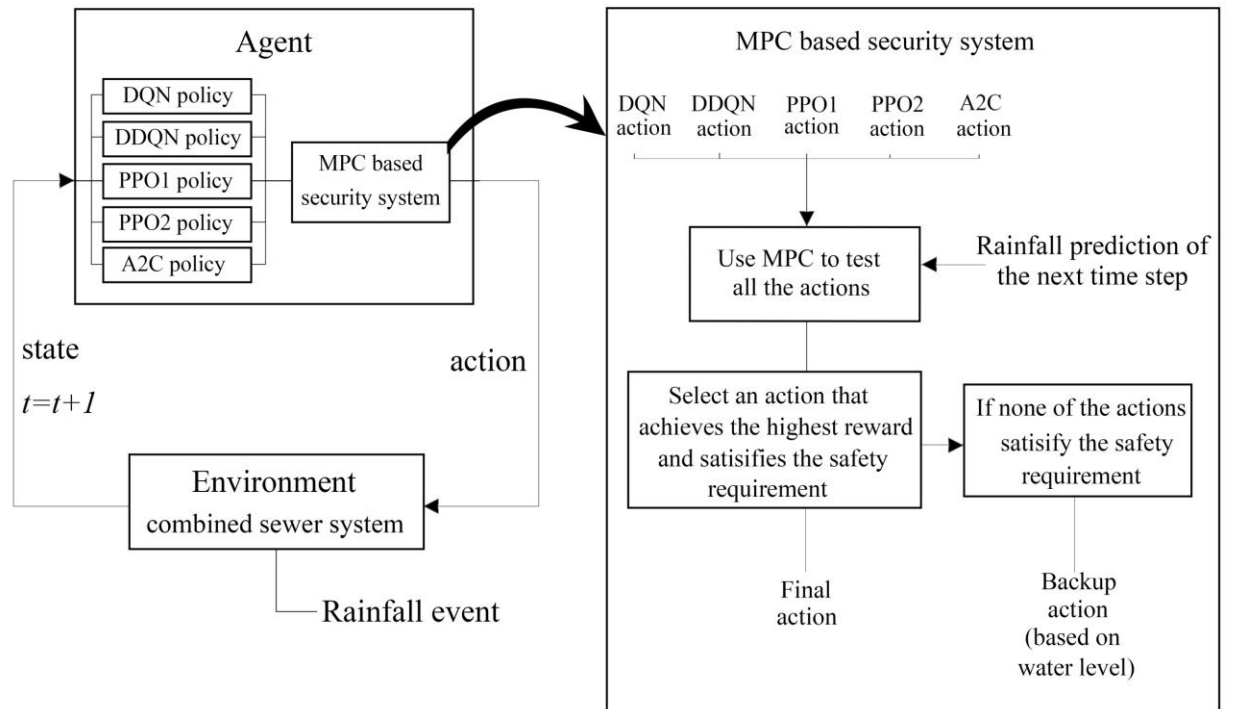 Agent
DQN policy
DDQN policy
PPO1 policy
PPO2 policy
A2C policy
MPC based
security system
state
t=t+1
action
Environment
combined sewer system
Rainfall event
MPC based security system
DQN
action
DDQN
action
PPO1
action
PPO2
action
A2C
action
Use MPC to test
all the actions
Rainfall prediction of
the next time step
Select an action that
achieves the highest reward
and satisifies the safety
requirement
If none of the actions
satisify the safety
requirement
Final
action
Backup
action
(based on
water level)